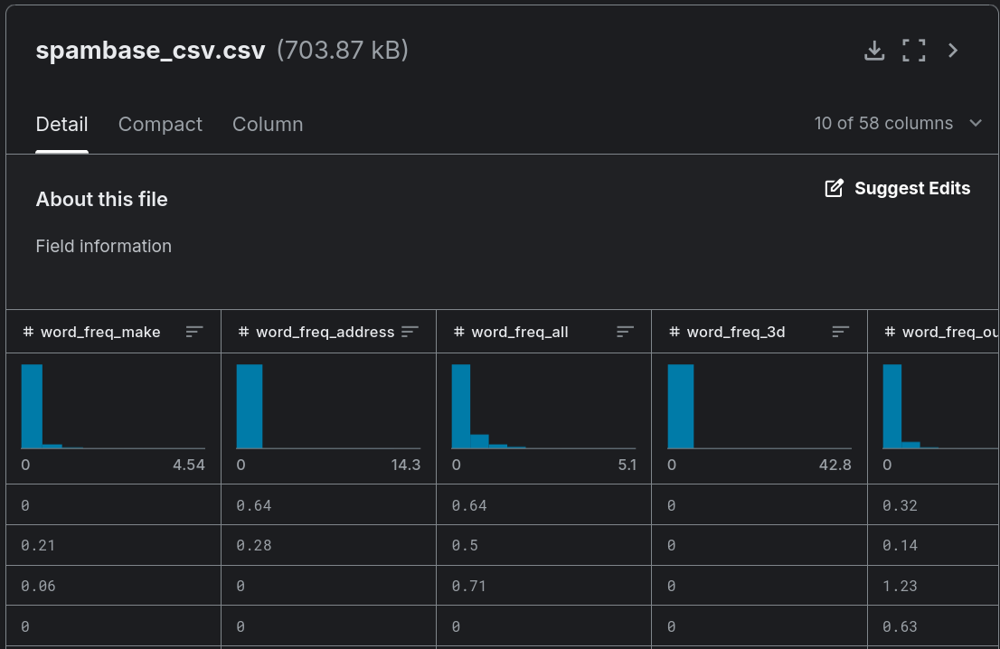 spambase_csv.csv (703.87 kB)
Detail Compact Column 10 of 58 columns
Suggest Edits
About this file
Field information
# word_freq_make # word_freq_address # word_freq_all # word_freq_3d # word_freq_ou
0 4.54 0 14.3 0 5.1 0 42.8 0
0 0.64 0.64 0 0.32
0.21 0.28 0.5 0 0.14
0.06 0 0.71 0 1.23
0 0 0 0 0.63